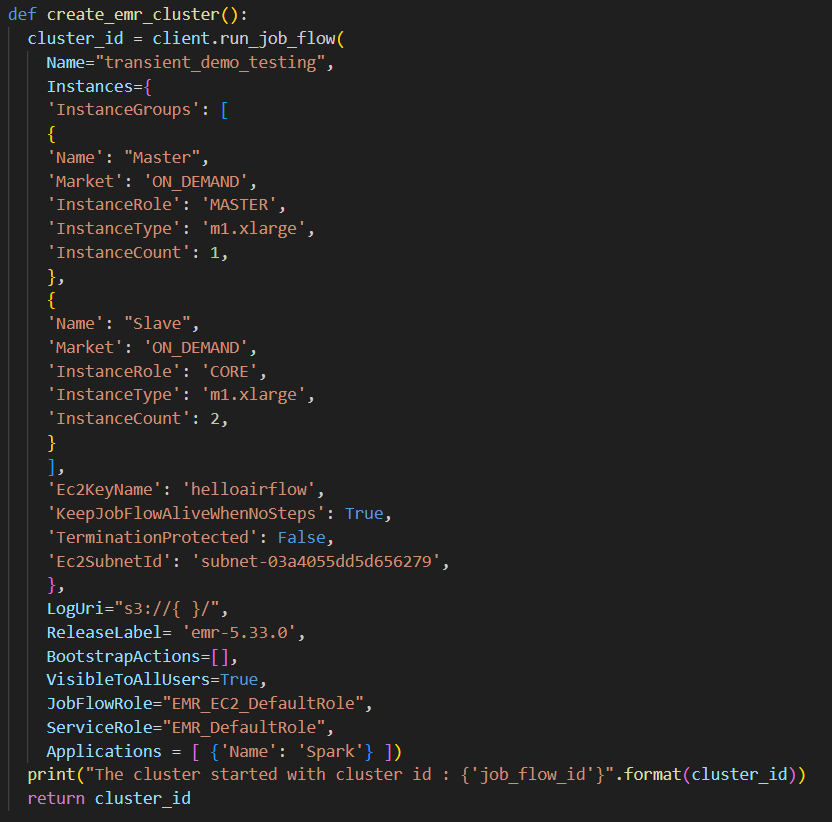 def create_emr_cluster():
cluster_id = client.run_job_flow(
Name="transient_demo_testing",
Instances={
'InstanceGroups': [
{
'Name': "Master",
'Market': 'ON_DEMAND',
'InstanceRole': 'MASTER',
'InstanceType': 'm1.xlarge',
'InstanceCount': 1,
},
{
'Name': "Slave",
'Market': 'ON_DEMAND',
'InstanceRole': 'CORE',
'InstanceType': 'm1.xlarge',
'InstanceCount': 2,
}
],
'Ec2KeyName': 'helloairflow',
'KeepJobFlowAliveWhenNoSteps': True,
'TerminationProtected': False,
'Ec2SubnetId': 'subnet-03a4055dd5d656279',
},
LogUri="s3://{ }/",
ReleaseLabel= 'emr-5.33.0',
BootstrapActions=[],
VisibleToAllUsers=True,
JobFlowRole="EMR_EC2_DefaultRole",
ServiceRole="EMR_DefaultRole",
Applications = [ {'Name': 'Spark'} ])
print("The cluster started with cluster id : {'job_flow_id'}".format(cluster_id))
return cluster_id